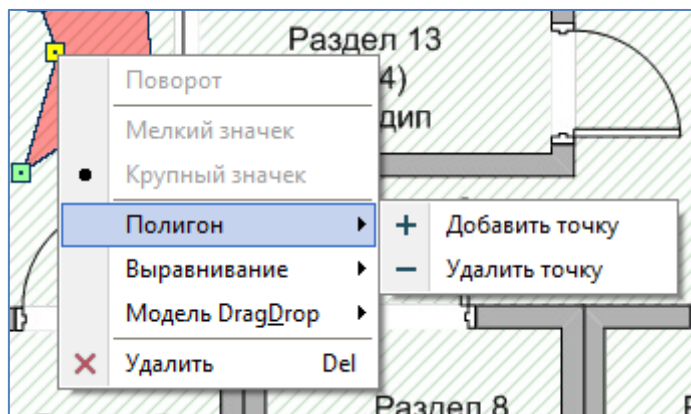 Раздел 13
4)
дип
Поворот
Мелкий значек
Крупный значек
Полигон
Добавить точку
Выравнивание
Удалить точку
Модель DragDrop
Удалить Del
Раздел 8